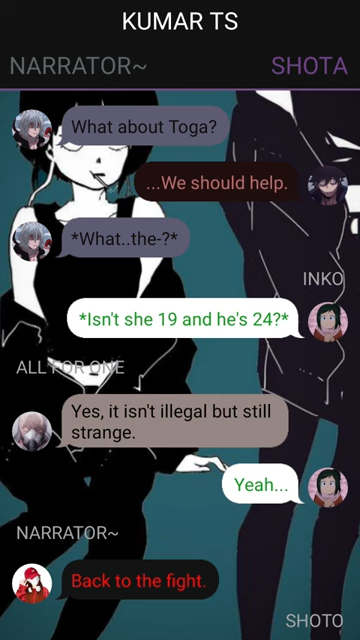 KUMAR TS
NARRATOR~
SHOTA
What about Toga?
...We should help.
*What..the-?*
INKO
*Isn't she 19 and he's 24?*
ALL FOR ONE
Yes, it isn't illegal but still
strange.
Yeah...
NARRATOR~
Back to the fight.
SHOTO